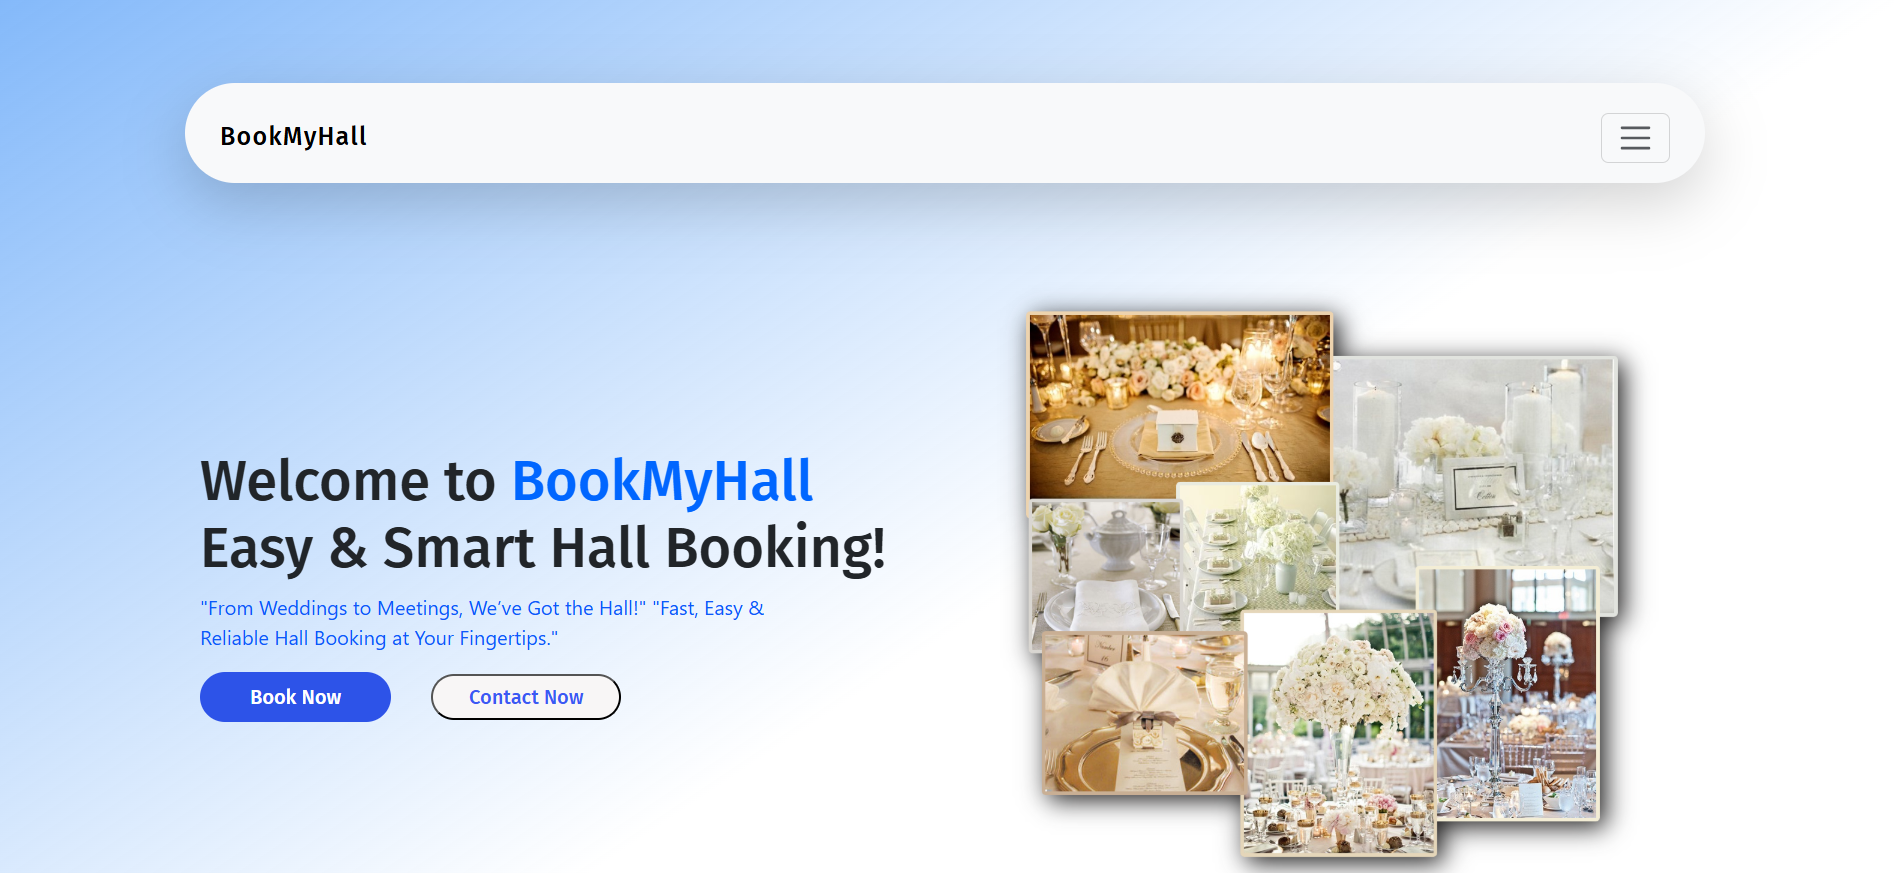 BookMyHall
Welcome to BookMyHall
Easy & Smart Hall Booking!
"From Weddings to Meetings, We’ve Got the Hall!" "Fast, Easy &
Reliable Hall Booking at Your Fingertips."
Book Now
Contact Now